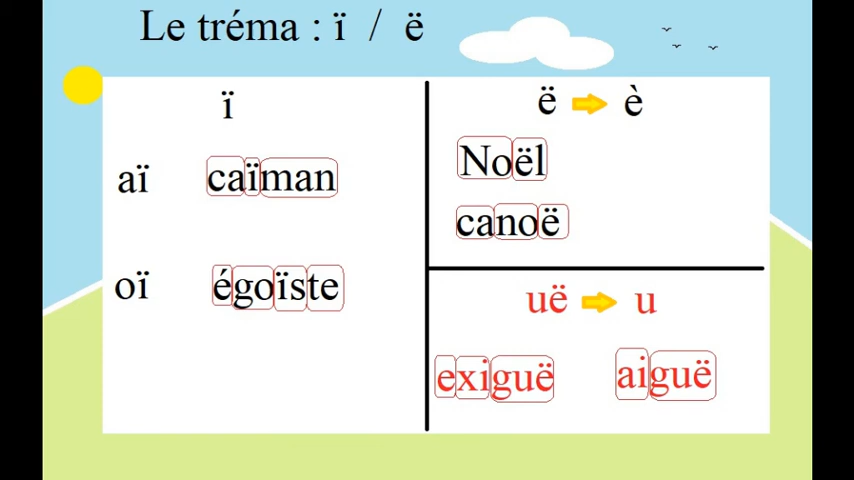 Le tréma : ï / ë
ï
aï caïman
oï égoïste
ë è
Noël
canoë
uë u
exiguë aiguë